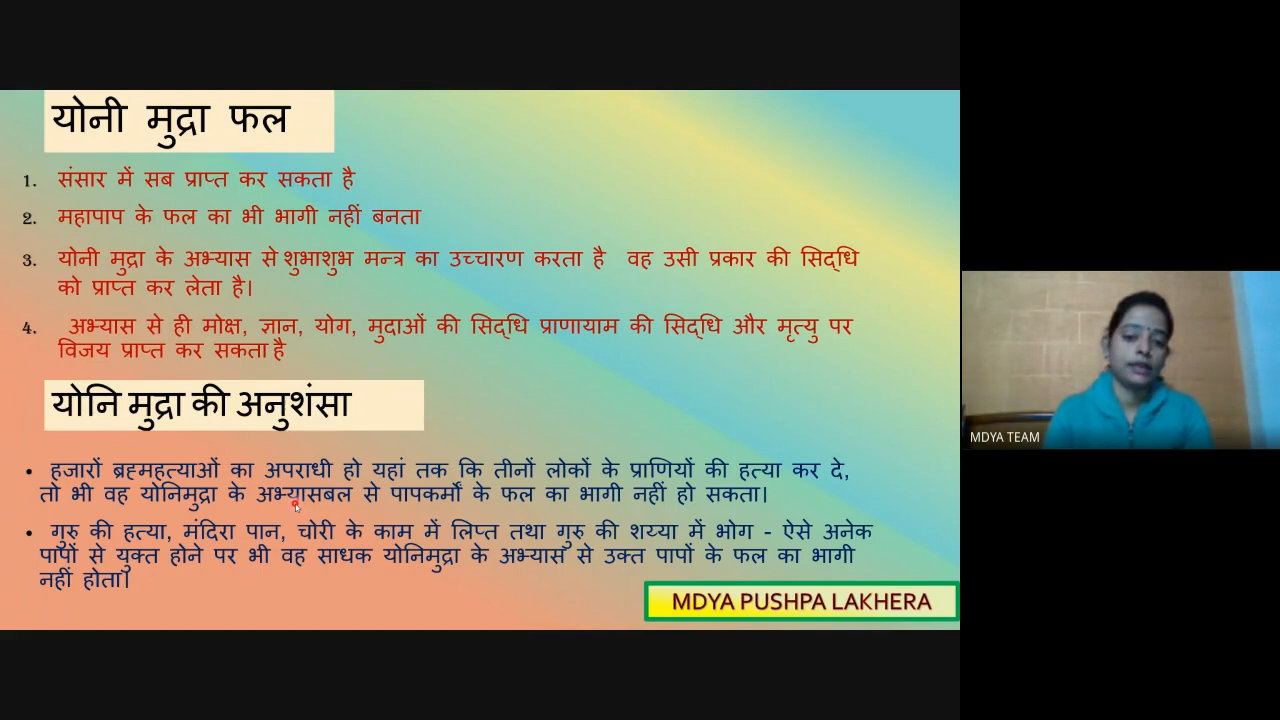 योनी मुद्रा फल
1. संसार में सब प्राप्त कर सकता है
2. महापाप के फल का भी भागी नहीं बनता
3. योनी मुद्रा के अभ्यास से शुभाशुभ मन्त्र का उच्चारण करता है वह उसी प्रकार की सिद्धि
को प्राप्त कर लेता है।
4. अभ्यास से ही मोक्ष, ज्ञान, योग, मुदाओं की सिद्धि प्राणायाम की सिद्धि और मृत्यु पर
विजय प्राप्त कर सकता है
योनि मुद्रा की अनुशंसा
• हजारों ब्रह्महत्याओं का अपराधी हो यहां तक कि तीनों लोकों के प्राणियों की हत्या कर दे,
तो भी वह योनिमुद्रा के अभ्यासबल से पापकर्मों के फल का भागी नहीं हो सकता।
• गुरु की हत्या, मंदिरा पान, चोरी के काम में लिप्त तथा गुरु की शय्या में भोग - ऐसे अनेक
पापों से युक्त होने पर भी वह साधक योनिमुद्रा के अभ्यास से उक्त पापों के फल का भागी
नहीं होता।
MDYA PUSHPA LAKHERA
MDYA TEAM